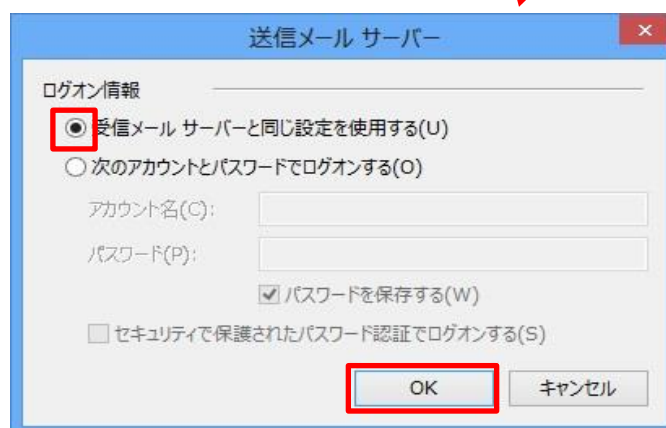 送信メール サーバー
ログオン情報
受信メール サーバーと同じ設定を使用する(U)
次のアカウントとパスワードでログオンする(O)
アカウント名(C):
パスワード(P):
パスワードを保存する(W)
セキュリティで保護されたパスワード認証でログオンする(S)
OK キャンセル